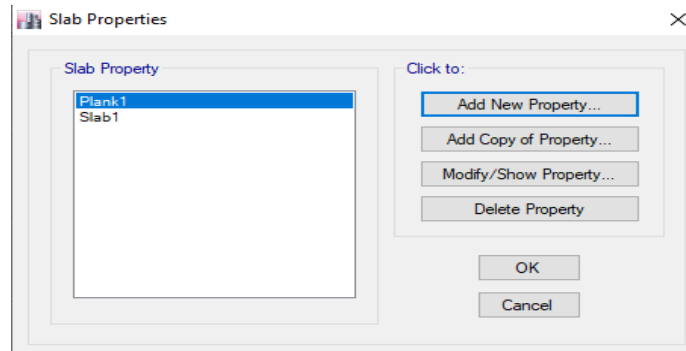 Slab Properties
Slab Property
Plank1
Slab1
Click to:
Add New Property...
Add Copy of Property...
Modify/Show Property...
Delete Property
OK
Cancel